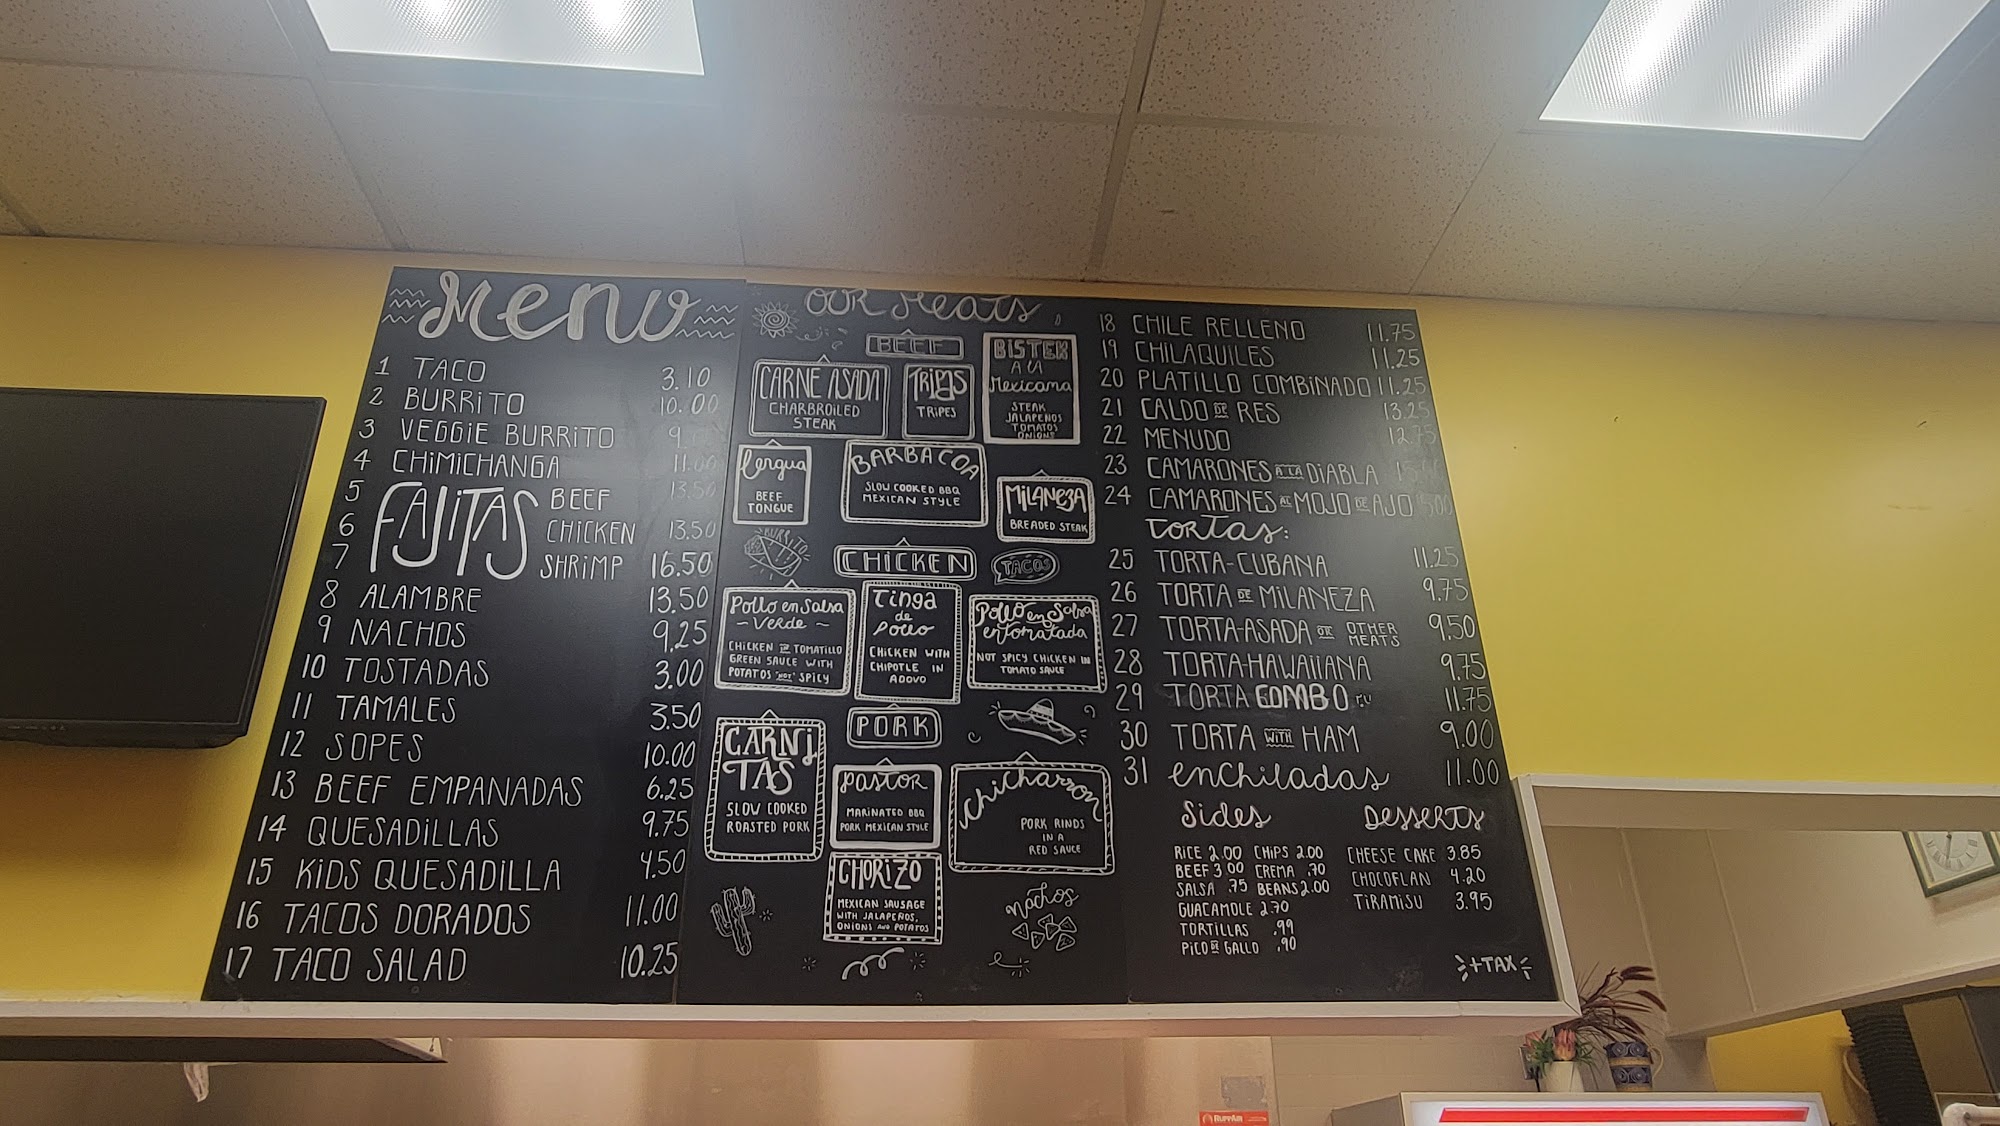 Menu
1 TACO 3.10
2 BURRITO 10.00
3 VEGGIE BURRITO
4 CHIMICHANGA 11.00
5 FAJITAS BEEF 13.50
6 CHICKEN 13.50
7 SHRIMP 16.50
8 ALAMBRE 13.50
9 NACHOS 9.25
10 TOSTADAS 3.00
11 TAMALES 3.50
12 SOPES 10.00
13 BEEF EMPANADAS 6.25
14 QUESADILLAS 9.75
15 KIDS QUESADILLA 4.50
16 TACOS DORADOS 11.00
17 TACO SALAD 10.25
OUR Meats
BEEF
CARNE ASADA
CHARBROILED
STEAK
TRIPAS
TRIPES
BISTEK
A LA
Mexicana
STEAK
JALAPEÑOS
TOMATOS
ONIONS
Lengua
BEEF
TONGUE
BARBACOA
SLOW COOKED BBQ
MEXICAN STYLE
MILANEZA
BREADED STEAK
BURRITO
CHICKEN
TACOS
Pollo en Salsa
~ Verde ~
CHICKEN IN TOMATILLO
GREEN SAUCE WITH
POTATOS "NOT" SPICY
Tinga
de
Pollo
CHICKEN WITH
CHIPOTLE IN
ADOVO
Pollo en Salsa
entomatada
NOT SPICY CHICKEN IN
TOMATO SAUCE
PORK
CARNI
TAS
SLOW COOKED
ROASTED PORK
Pastor
MARINATED BBQ
PORK MEXICAN STYLE
Chicharron
PORK RINDS
IN A
RED SAUCE
CHORIZO
MEXICAN SAUSAGE
WITH JALAPEÑOS,
ONIONS AND POTATOS
nachos
18 CHILE RELLENO 11.75
19 CHILAQUILES 11.25
20 PLATILLO COMBINADO 11.25
21 CALDO DE RES 13.25
22 MENUDO 12.75
23 CAMARONES A LA DIABLA
24 CAMARONES AL MOJO DE AJO
TORTAS:
25 TORTA-CUBANA 11.25
26 TORTA DE MILANEZA 9.75
27 TORTA-ASADA OR OTHER MEATS 9.50
28 TORTA-HAWAIIANA 9.75
29 TORTA COMBO 11.75
30 TORTA WITH HAM 9.00
31 enchiladas 11.00
Sides
RICE 2.00 CHIPS 2.00
BEEF 3.00 CREMA .70
SALSA .75 BEANS 2.00
GUACAMOLE 2.70
TORTILLAS .99
PICO DE GALLO .90
Desserts
CHEESE CAKE 3.85
CHOCOFLAN 4.20
TIRAMISU 3.95
+TAX